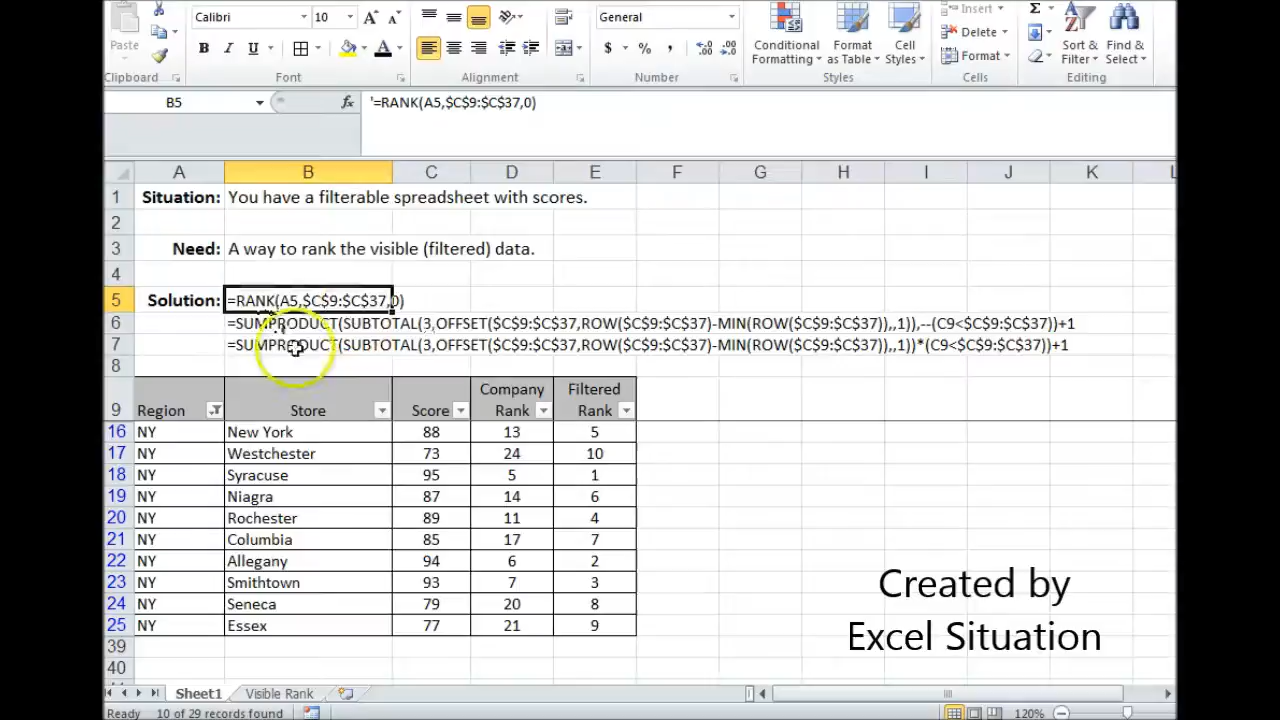 Calibri 10 General Insert Σ
Paste B I U $ % , Conditional Format Cell Delete Sort & Find &
Formatting as Table Styles Format Filter Select
Clipboard Font Alignment Number Styles Cells Editing
B5 fx '=RANK(A5,$C$9:$C$37,0)
A B C D E F G H I J K L
1 Situation: You have a filterable spreadsheet with scores.
2
3 Need: A way to rank the visible (filtered) data.
4
5 Solution: =RANK(A5,$C$9:$C$37,0)
6 =SUMPRODUCT(SUBTOTAL(3,OFFSET($C$9:$C$37,ROW($C$9:$C$37)-MIN(ROW($C$9:$C$37)),,1)),--(C9<$C$9:$C$37))+1
7 =SUMPRODUCT(SUBTOTAL(3,OFFSET($C$9:$C$37,ROW($C$9:$C$37)-MIN(ROW($C$9:$C$37)),,1))*(C9<$C$9:$C$37))+1
8
Company Filtered
9 Region Store Score Rank Rank
16 NY New York 88 13 5
17 NY Westchester 73 24 10
18 NY Syracuse 95 5 1
19 NY Niagra 87 14 6
20 NY Rochester 89 11 4
21 NY Columbia 85 17 7
22 NY Allegany 94 6 2
23 NY Smithtown 93 7 3
24 NY Seneca 79 20 8
25 NY Essex 77 21 9
39
40
Created by
Excel Situation
Sheet1 Visible Rank
Ready 10 of 29 records found 120%